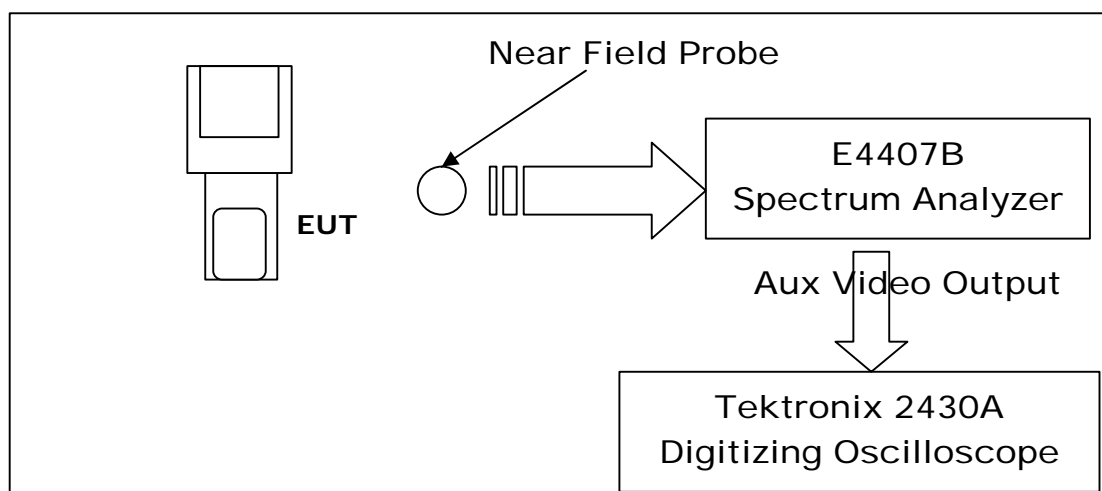 Near Field Probe
E4407B
Spectrum Analyzer
EUT
Aux Video Output
Tektronix 2430A
Digitizing Oscilloscope